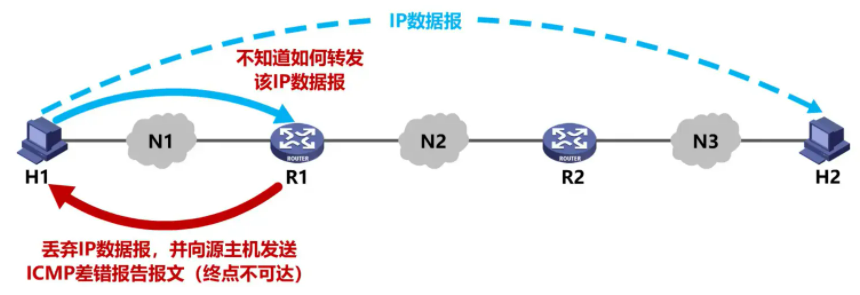 IP数据报
不知道如何转发
该IP数据报
N1
N2
N3
ROUTER
ROUTER
H1
R1
R2
H2
丢弃IP数据报，并向源主机发送
ICMP差错报告报文（终点不可达）